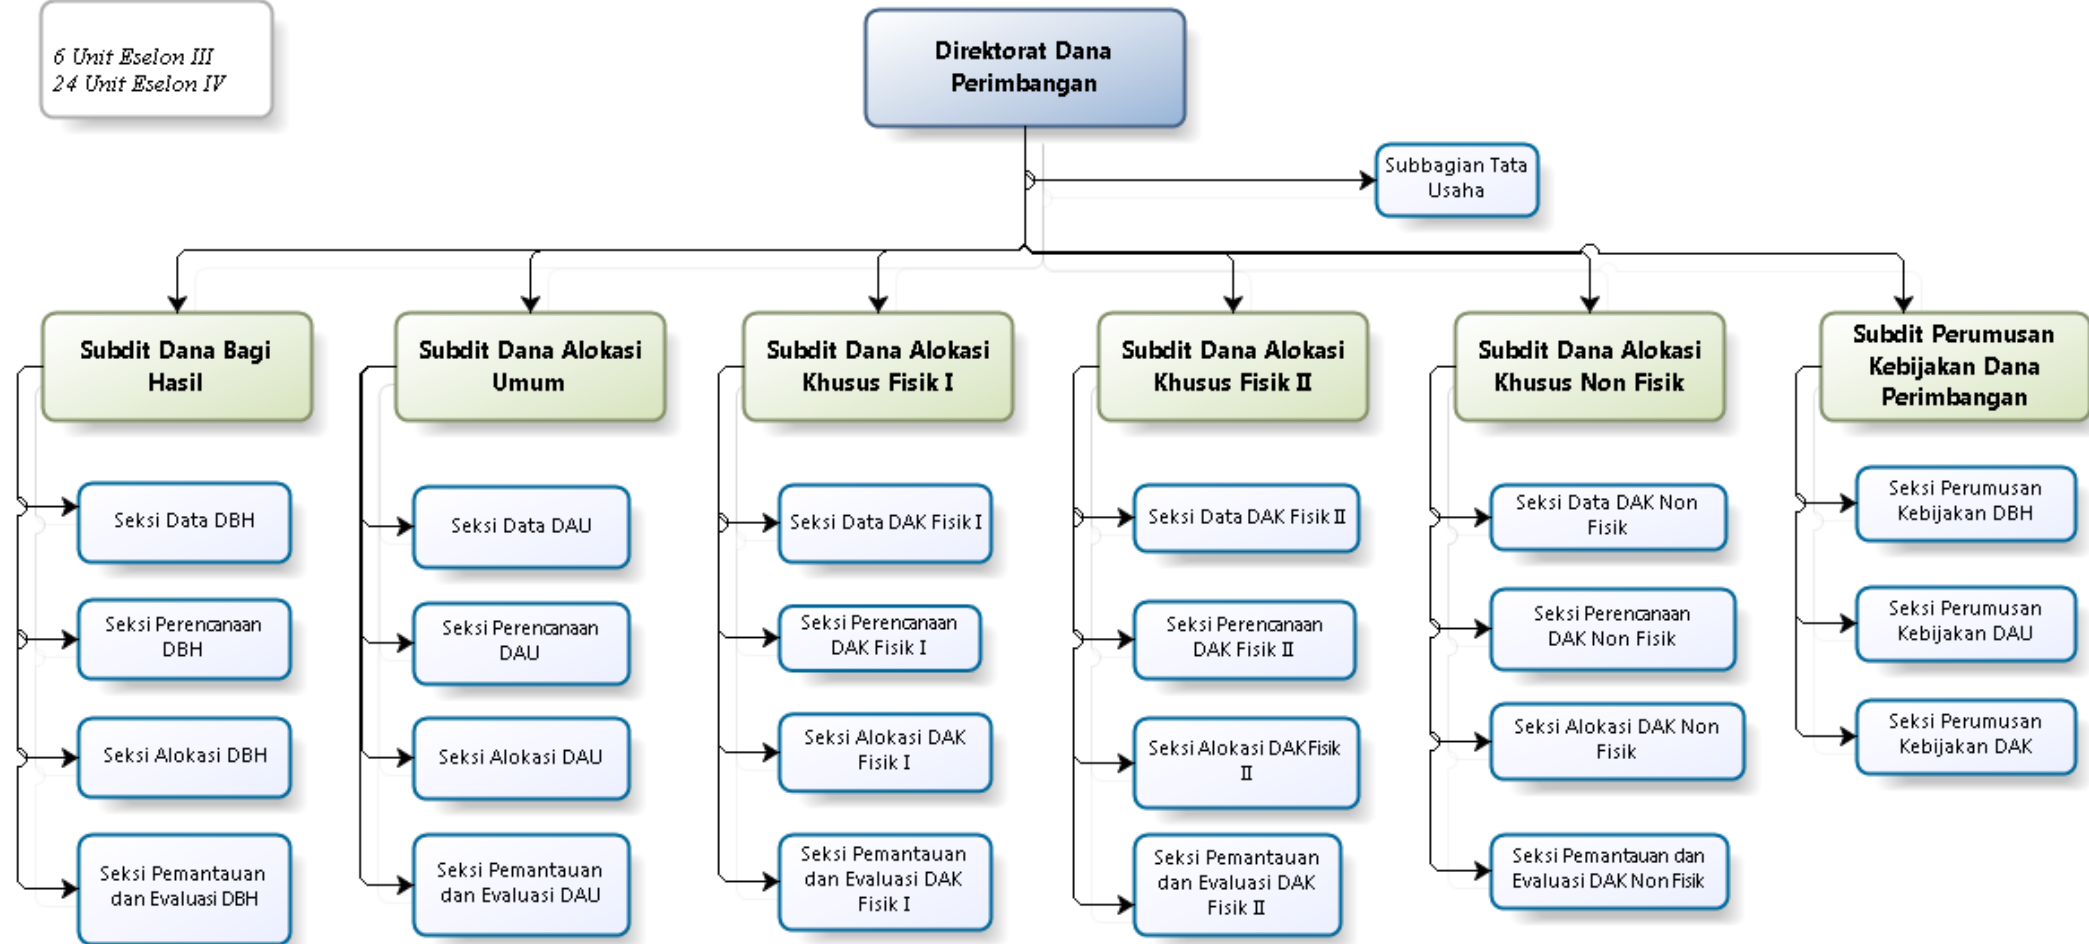 6 Unit Eselon III
24 Unit Eselon IV
Direktorat Dana
Perimbangan
Subbagian Tata
Usaha
Subdit Dana Bagi
Hasil
Seksi Data DBH
Seksi Perencanaan
DBH
Seksi Alokasi DBH
Seksi Pemantauan
dan Evaluasi DBH
Subdit Dana Alokasi
Umum
Seksi Data DAU
Seksi Perencanaan
DAU
Seksi Alokasi DAU
Seksi Pemantauan
dan Evaluasi DAU
Subdit Dana Alokasi
Khusus Fisik I
Seksi Data DAK Fisik I
Seksi Perencanaan
DAK Fisik I
Seksi Alokasi DAK
Fisik I
Seksi Pemantauan
dan Evaluasi DAK
Fisik I
Subdit Dana Alokasi
Khusus Fisik II
Seksi Data DAK Fisik II
Seksi Perencanaan
DAK Fisik II
Seksi Alokasi DAK Fisik
II
Seksi Pemantauan
dan Evaluasi DAK
Fisik II
Subdit Dana Alokasi
Khusus Non Fisik
Seksi Data DAK Non
Fisik
Seksi Perencanaan
DAK Non Fisik
Seksi Alokasi DAK Non
Fisik
Seksi Pemantauan dan
Evaluasi DAK Non Fisik
Subdit Perumusan
Kebijakan Dana
Perimbangan
Seksi Perumusan
Kebijakan DBH
Seksi Perumusan
Kebijakan DAU
Seksi Perumusan
Kebijakan DAK